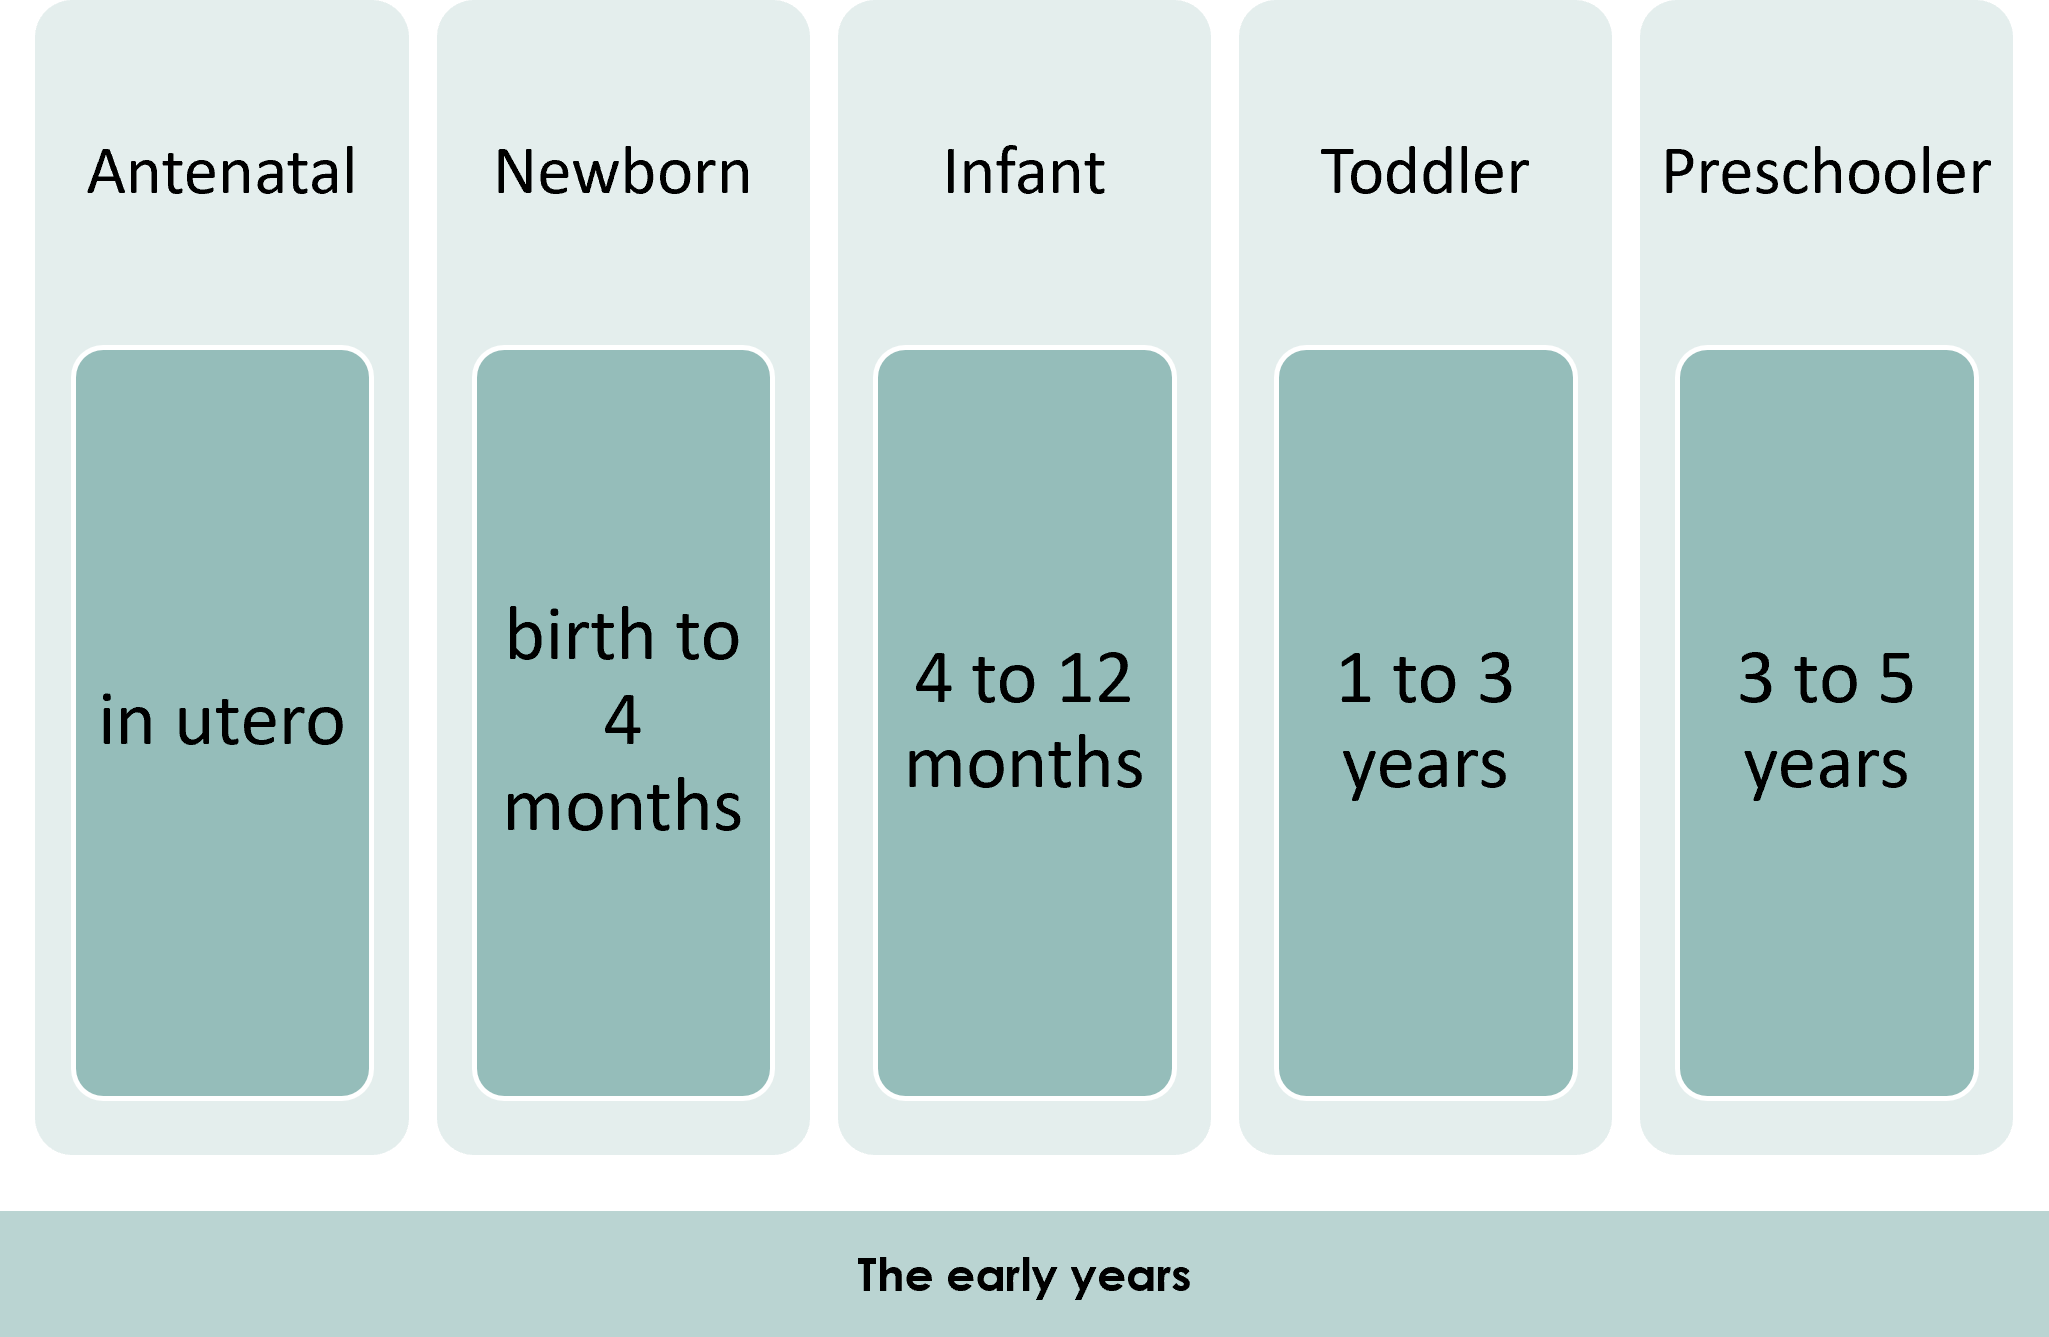 Antenatal
in utero
Newborn
birth to
4
months
Infant
4 to 12
months
Toddler
1 to 3
years
Preschooler
3 to 5
years
The early years